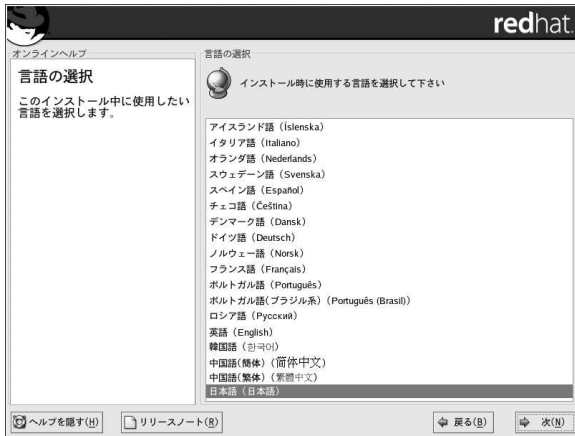 redhat.
オンラインヘルプ
言語の選択
このインストール中に使用したい
言語を選択します。
言語の選択
インストール時に使用する言語を選択して下さい
アイスランド語 (Íslenska)
イタリア語 (Italiano)
オランダ語 (Nederlands)
スウェデーン語 (Svenska)
スペイン語 (Español)
チェコ語 (Čeština)
デンマーク語 (Dansk)
ドイツ語 (Deutsch)
ノルウェー語 (Norsk)
フランス語 (Français)
ポルトガル語 (Português)
ポルトガル語(ブラジル系) (Português (Brasil))
ロシア語 (Русский)
英語 (English)
韓国語 (한국어)
中国語(簡体) (简体中文)
中国語(繁体) (繁體中文)
日本語 (日本語)
ヘルプを隠す(H)
リリースノート(R)
戻る(B)
次(N)